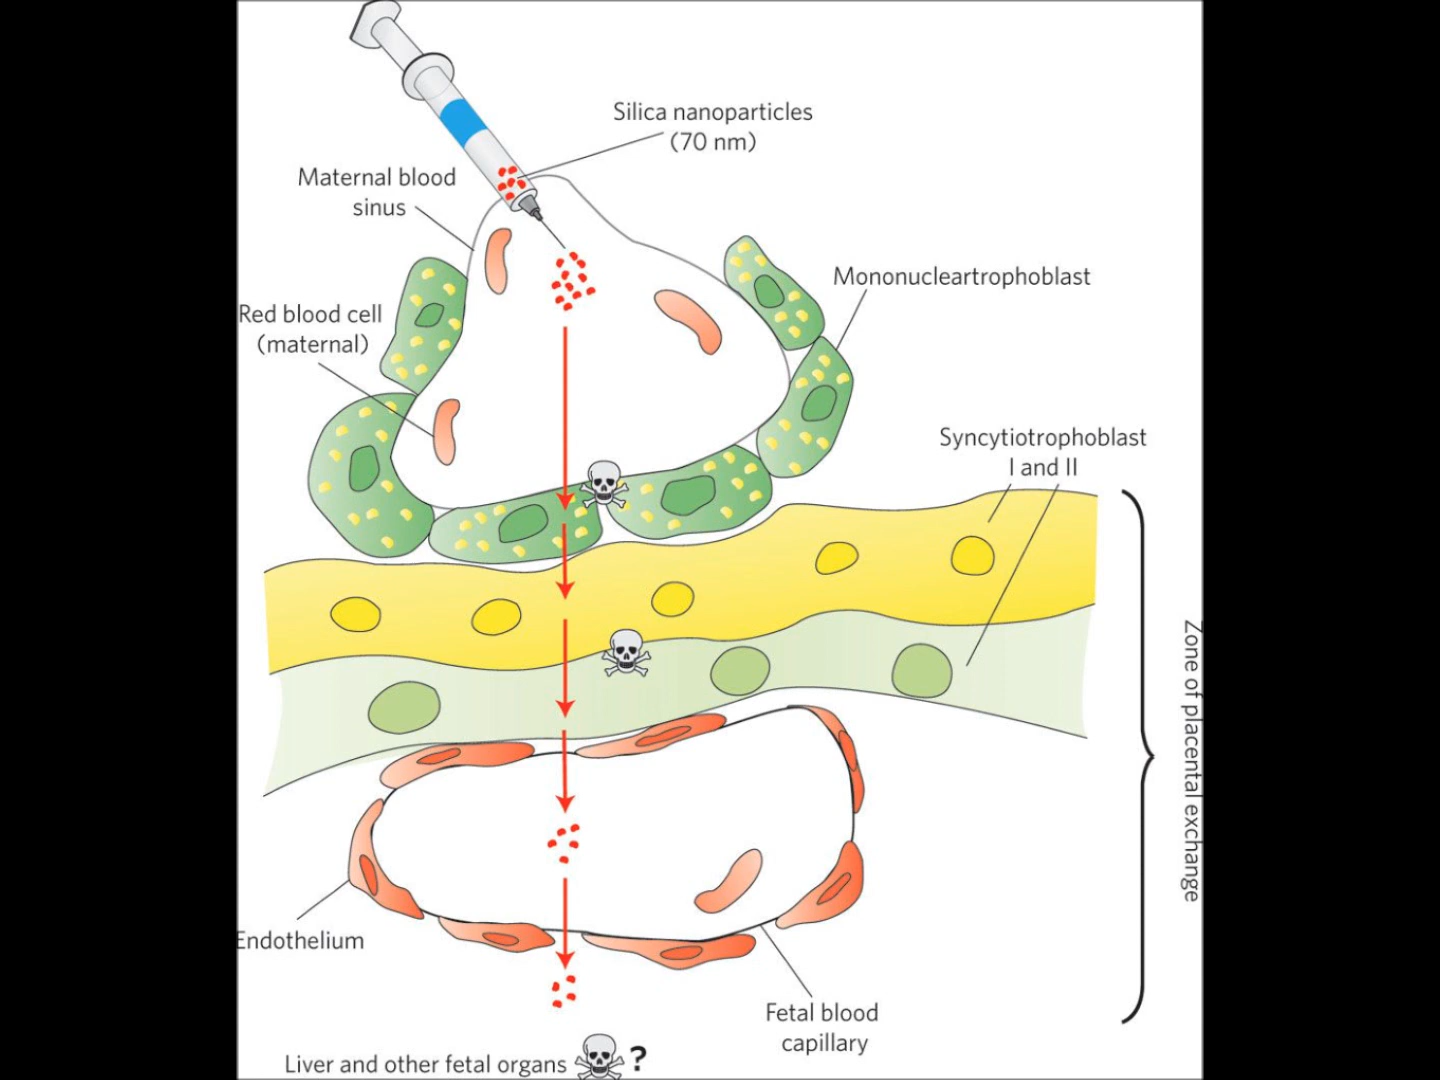 Silica nanoparticles
(70 nm)
Maternal blood
sinus
Mononucleartrophoblast
Red blood cell
(maternal)
Syncytiotrophoblast
I and II
Zone of placental exchange
Endothelium
Fetal blood
capillary
Liver and other fetal organs ?